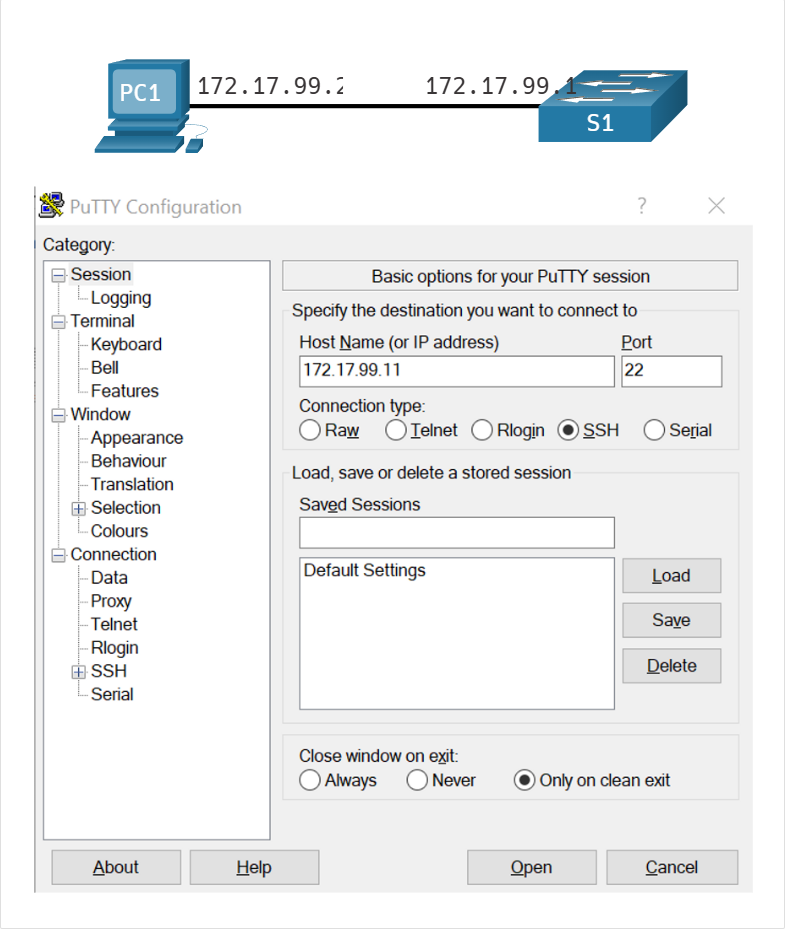 PC1
172.17.99.2
172.17.99.1
S1
PuTTY Configuration ? ×
Category:
Session
Logging
Terminal
Keyboard
Bell
Features
Window
Appearance
Behaviour
Translation
Selection
Colours
Connection
Data
Proxy
Telnet
Rlogin
SSH
Serial
Basic options for your PuTTY session
Specify the destination you want to connect to
Host Name (or IP address) Port
172.17.99.11 22
Connection type:
Raw Telnet Rlogin SSH Serial
Load, save or delete a stored session
Saved Sessions
Default Settings
Load
Save
Delete
Close window on exit:
Always Never Only on clean exit
About Help Open Cancel